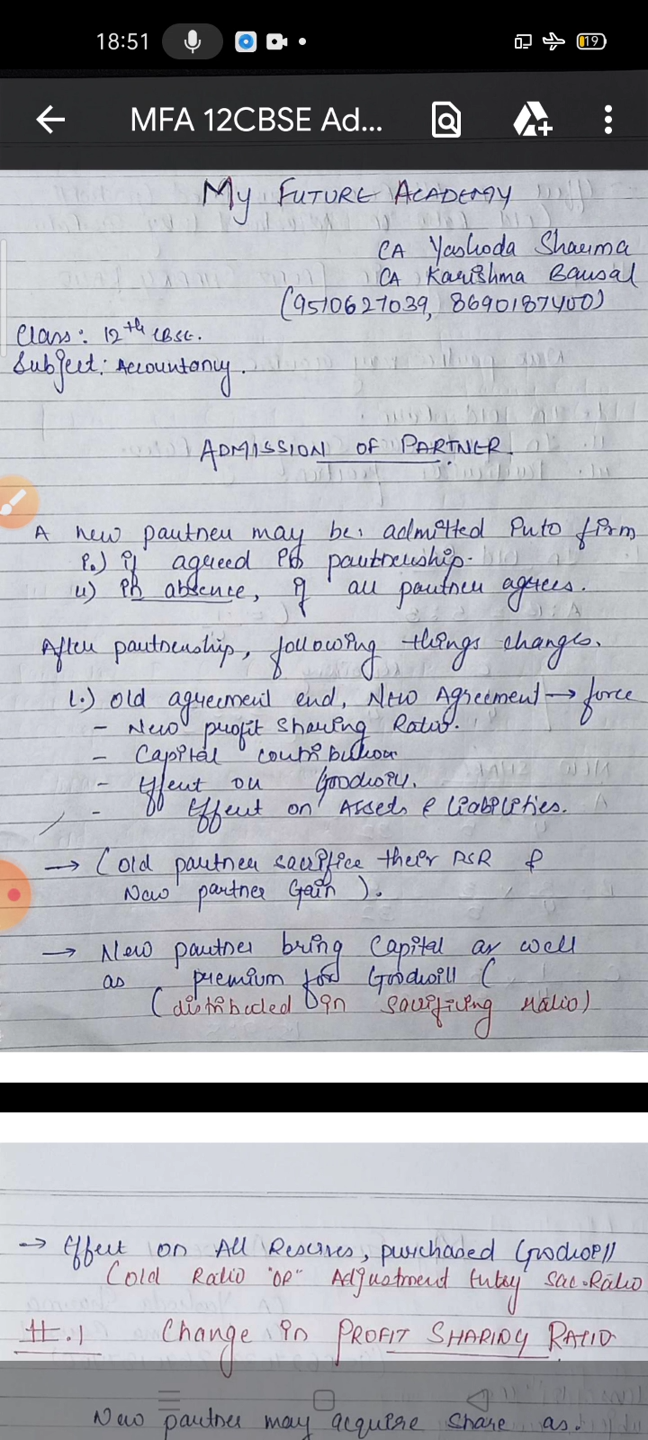 18:51
19
MFA 12CBSE Ad...
My FUTURE ACADEMY
CA Yashoda Sharma
CA Karishma Bansal
(9510627039, 8690187400)
Class: 12th CBSE.
Subject: Accountancy.
ADMISSION OF PARTNER.
A new partner may be admitted into firm
i.) if agreed in partnership.
ii) in absence, if all partner agrees.
After partnership, following things changes.
1.) Old agreement end, New Agreement → force
- New profit sharing Ratio.
- Capital contribution
- Effect on Goodwill.
- Effect on Assets & liabilities.
→ (old partner sacrifice their PSR &
New partner Gain).
→ New partner bring Capital as well
as premium for Goodwill (
(distributed in sacrificing ratio)
→ Effect on All Reserves, purchased Goodwill
(old Ratio "OR" Adjustment Entry Sac. Ratio
#.1 Change in PROFIT SHARING RATIO
New partner may acquire share as.